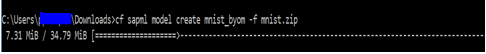 C:\Users\ \Downloads>cf sapml model create mnist_byom -f mnist.zip
7.31 MiB / 34.79 MiB [====================>-----------------------------------------------------------------